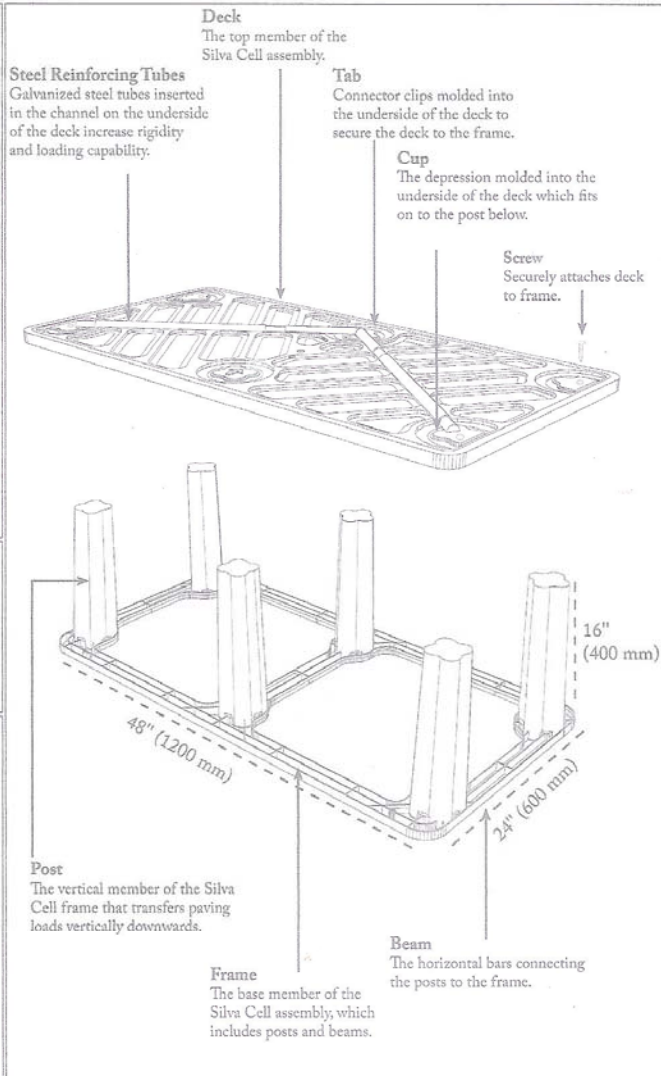 Deck
The top member of the
Silva Cell assembly.
Steel Reinforcing Tubes
Galvanized steel tubes inserted
in the channel on the underside
of the deck increase rigidity
and loading capability.
Tab
Connector clips molded into
the underside of the deck to
secure the deck to the frame.
Cup
The depression molded into the
underside of the deck which fits
on to the post below.
Screw
Securely attaches deck
to frame.
16"
(400 mm)
48" (1200 mm)
24" (600 mm)
Post
The vertical member of the Silva
Cell frame that transfers paving
loads vertically downwards.
Beam
The horizontal bars connecting
the posts to the frame.
Frame
The base member of the
Silva Cell assembly, which
includes posts and beams.